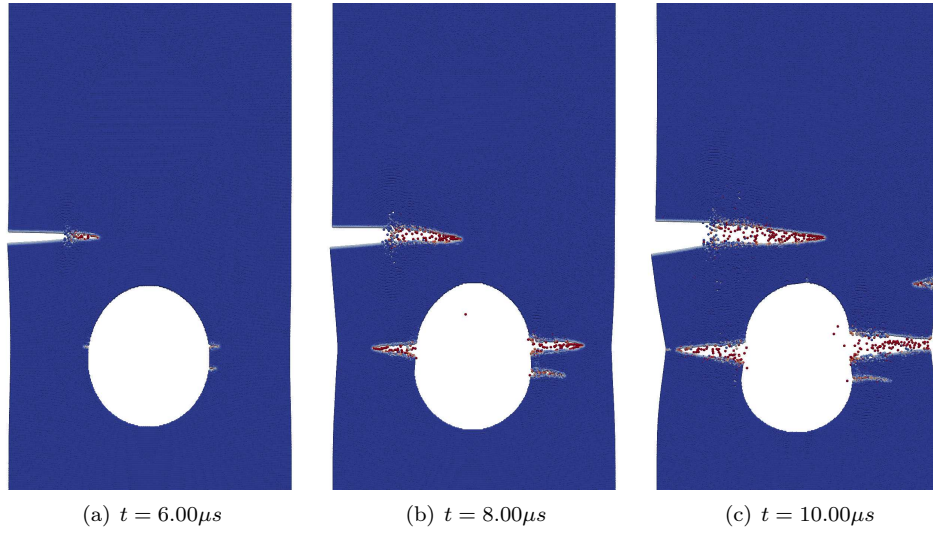 (a) t = 6.00μs
(b) t = 8.00μs
(c) t = 10.00μs